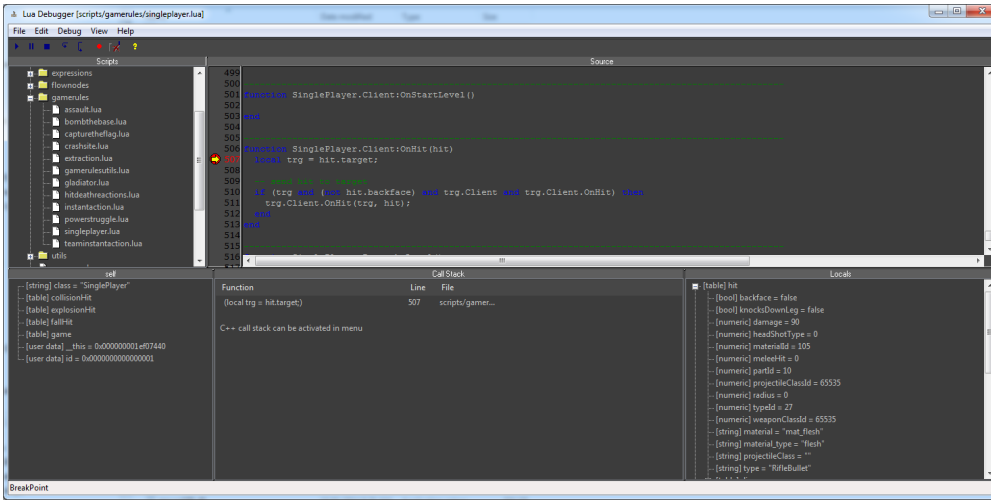 Lua Debugger [scripts/gamerules/singleplayer.lua]
File Edit Debug View Help
Scripts
Source
expressions
flownodes
gamerules
assault.lua
bombthebase.lua
capturetheflag.lua
crashsite.lua
extraction.lua
gamerulesutils.lua
gladiator.lua
hitdeathreactions.lua
instantaction.lua
powerstruggle.lua
singleplayer.lua
teaminstantaction.lua
utils
499
500
501 function SinglePlayer.Client:OnStartLevel()
502
503 end
504
505
506 function SinglePlayer.Client:OnHit(hit)
507 local trg = hit.target;
508
509 -- send hit to target
510 if (trg and (not hit.backface) and trg.Client and trg.Client.OnHit) then
511 trg.Client.OnHit(trg, hit);
512 end
513 end
514
515
516
self
[string] class = "SinglePlayer"
[table] collisionHit
[table] explosionHit
[table] fallHit
[table] game
[user data] __this = 0x000000001ef07440
[user data] id = 0x0000000000000001
Call Stack
Function Line File
(local trg = hit.target;) 507 scripts/gamer...
C++ call stack can be activated in menu
Locals
[table] hit
[bool] backface = false
[bool] knocksDownLeg = false
[numeric] damage = 90
[numeric] headShotType = 0
[numeric] materialId = 105
[numeric] meleeHit = 0
[numeric] partId = 10
[numeric] projectileClassId = 65535
[numeric] radius = 0
[numeric] typeId = 27
[numeric] weaponClassId = 65535
[string] material = "mat_flesh"
[string] material_type = "flesh"
[string] projectileClass = ""
[string] type = "RifleBullet"
BreakPoint